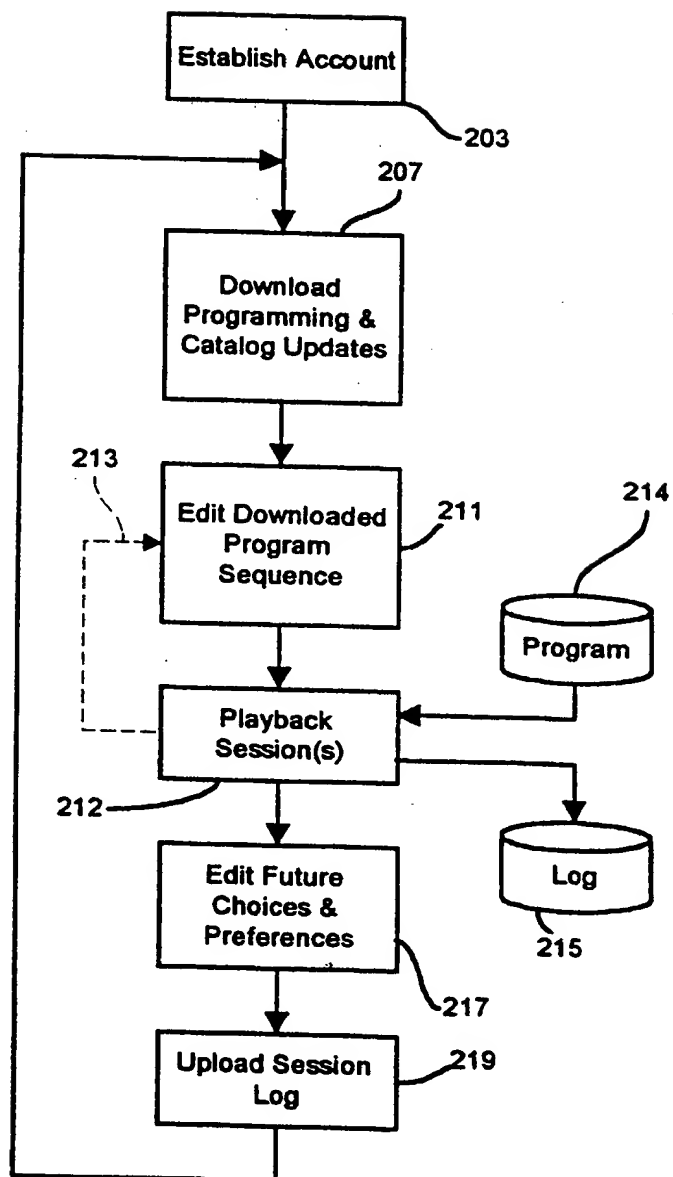 Establish Account
203
207
Download
Programming &
Catalog Updates
213
Edit Downloaded
Program
Sequence
211
214
Program
Playback
Session(s)
212
Log
215
Edit Future
Choices &
Preferences
217
Upload Session
Log
219